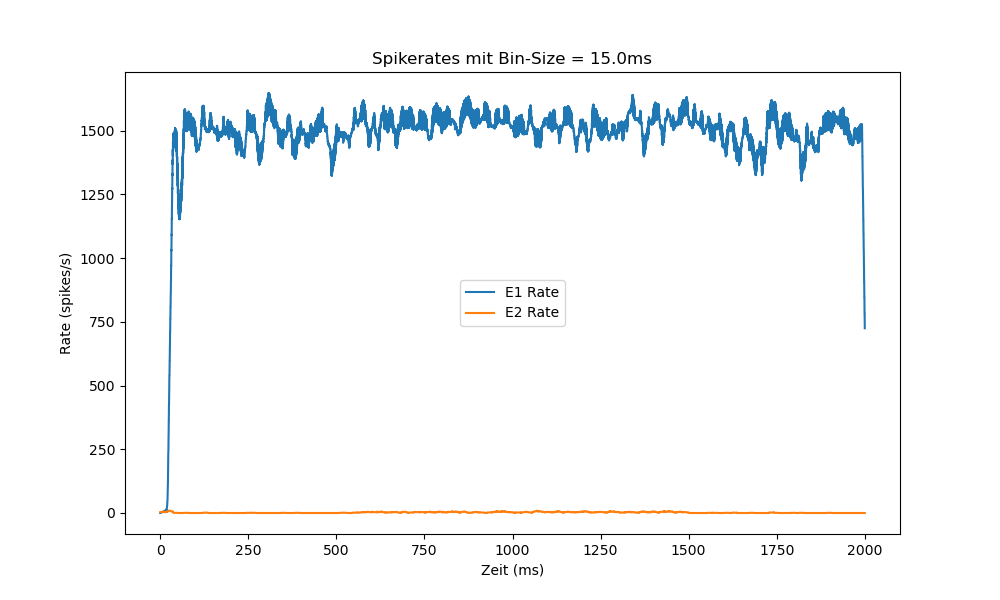 Spikerates mit Bin-Size = 15.0ms
1500
1250
1000
750
500
250
0
Rate (spikes/s)
E1 Rate
E2 Rate
0 250 500 750 1000 1250 1500 1750 2000
Zeit (ms)